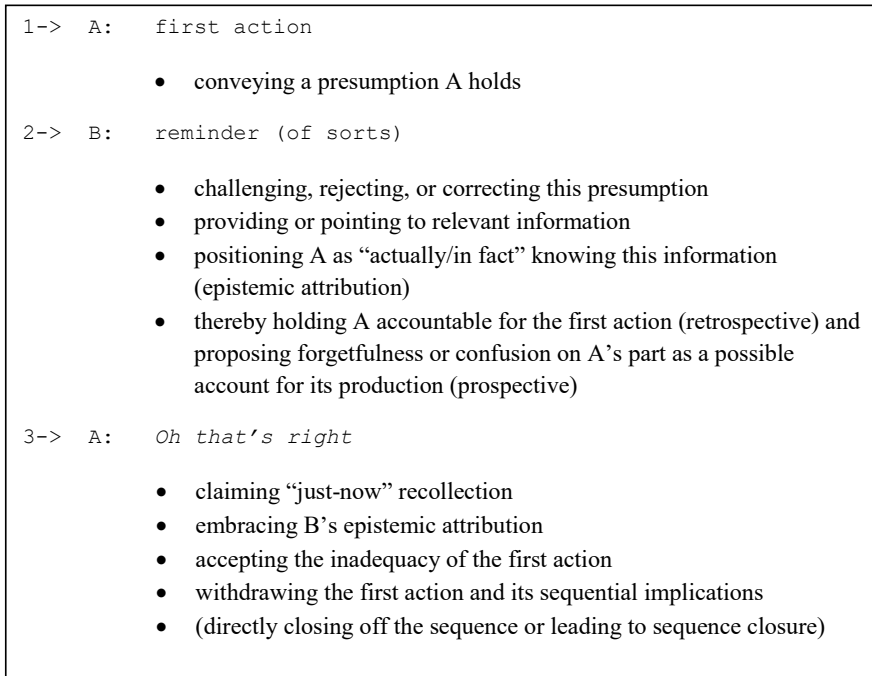 1-> A: first action
• conveying a presumption A holds
2-> B: reminder (of sorts)
• challenging, rejecting, or correcting this presumption
• providing or pointing to relevant information
• positioning A as “actually/in fact” knowing this information
(epistemic attribution)
• thereby holding A accountable for the first action (retrospective) and
proposing forgetfulness or confusion on A’s part as a possible
account for its production (prospective)
3-> A: Oh that’s right
• claiming “just-now” recollection
• embracing B’s epistemic attribution
• accepting the inadequacy of the first action
• withdrawing the first action and its sequential implications
• (directly closing off the sequence or leading to sequence closure)